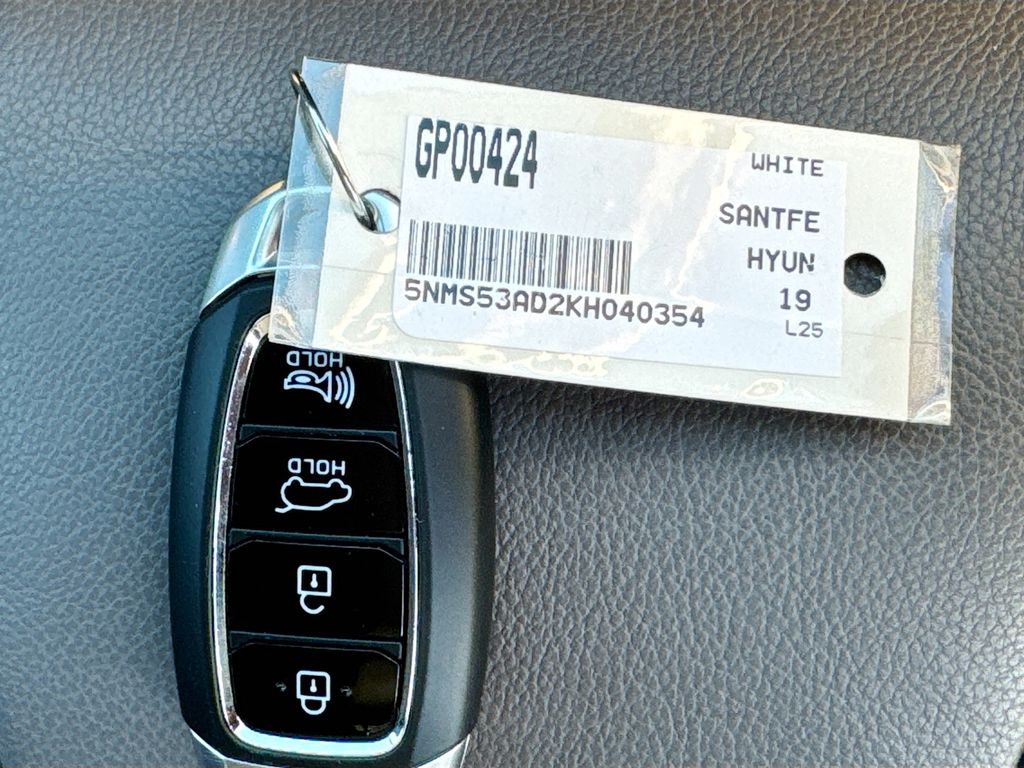 GP00424
WHITE
SANTFE
HYUN
5NMS53AD2KH040354
19
L25
HOLD
HOLD